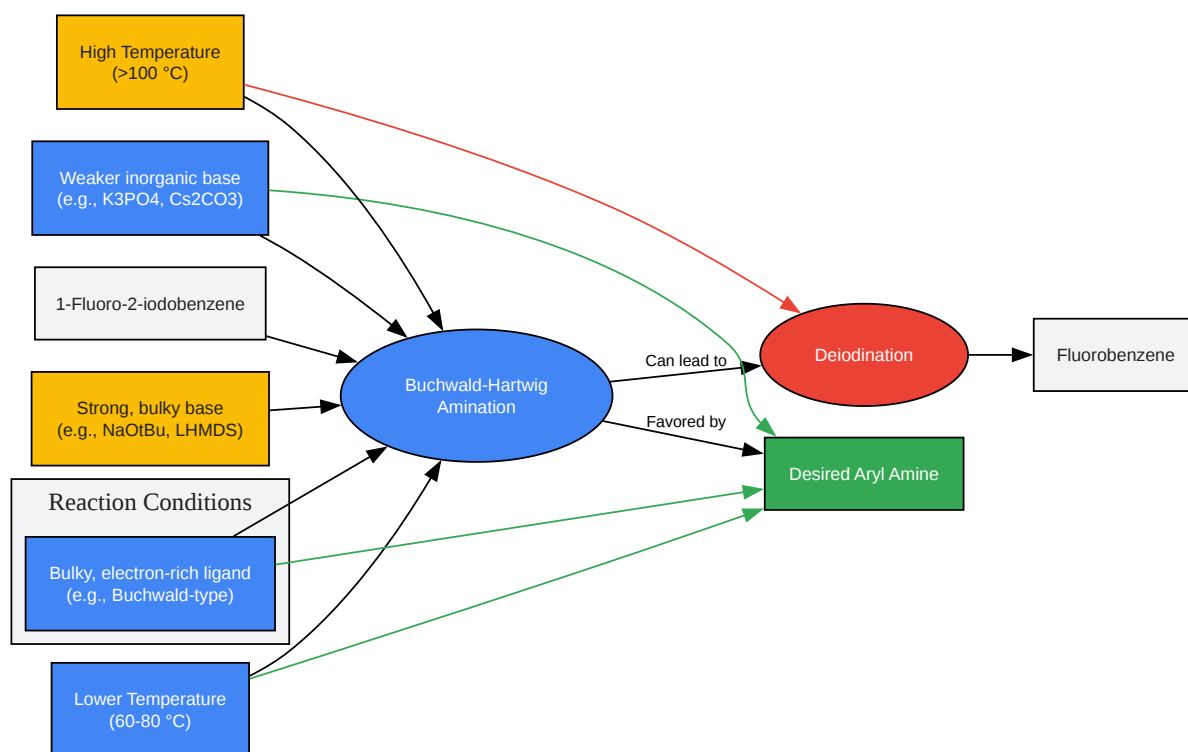 High Temperature
(>100 °C)
Weaker inorganic base
(e.g., K3PO4, Cs2CO3)
1-Fluoro-2-iodobenzene
Strong, bulky base
(e.g., NaOtBu, LHMDS)
Reaction Conditions
Bulky, electron-rich ligand
(e.g., Buchwald-type)
Lower Temperature
(60-80 °C)
Buchwald-Hartwig
Amination
Can lead to
Favored by
Deiodination
Desired Aryl Amine
Fluorobenzene